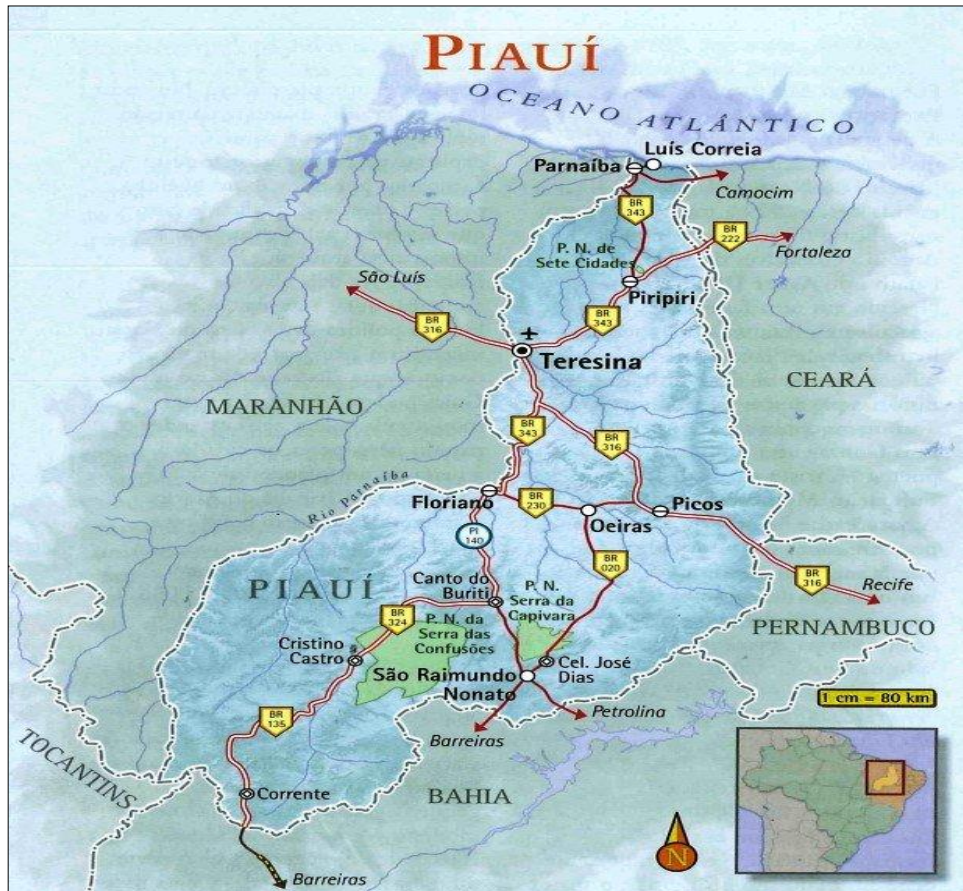 PIAUÍ
OCEANO ATLÁNTICO
Luís Correia
Parnaíba
Camocim
BR
343
BR
222
P. N. de
Sete Cidades
Fortaleza
São Luís
Piripiri
BR
316
BR
343
Teresina
CEARÁ
MARANHÃO
BR
343
BR
316
Rio Parnaíba
Floriano
BR
230
Picos
Oeiras
PI
140
BR
020
PIAUÍ
Canto do
Buriti
P. N.
Serra da
Capivara
BR
316
Recife
BR
324
P. N. da
Serra das
Confusões
PERNAMBUCO
Cristino
Castro
São Raimundo
Nonato
Cel. José
Dias
1 cm = 80 km
BR
135
Petrolina
Barreiras
TOCANTINS
Corrente
BAHIA
N
Barreiras